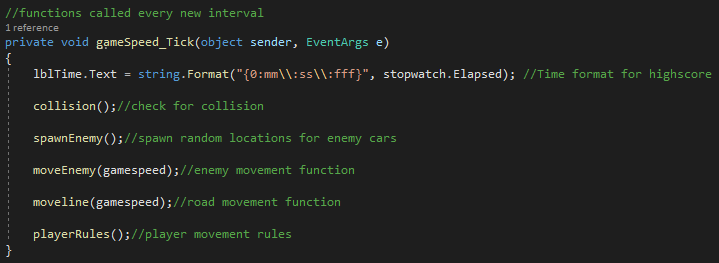 //functions called every new interval
1 reference
private void gameSpeed_Tick(object sender, EventArgs e)
{
lblTime.Text = string.Format("{0:mm\\:ss\\:fff}", stopwatch.Elapsed); //Time format for highscore
collision();//check for collision
spawnEnemy();//spawn random locations for enemy cars
moveEnemy(gamespeed);//enemy movement function
moveline(gamespeed);//road movement function
playerRules();//player movement rules
}